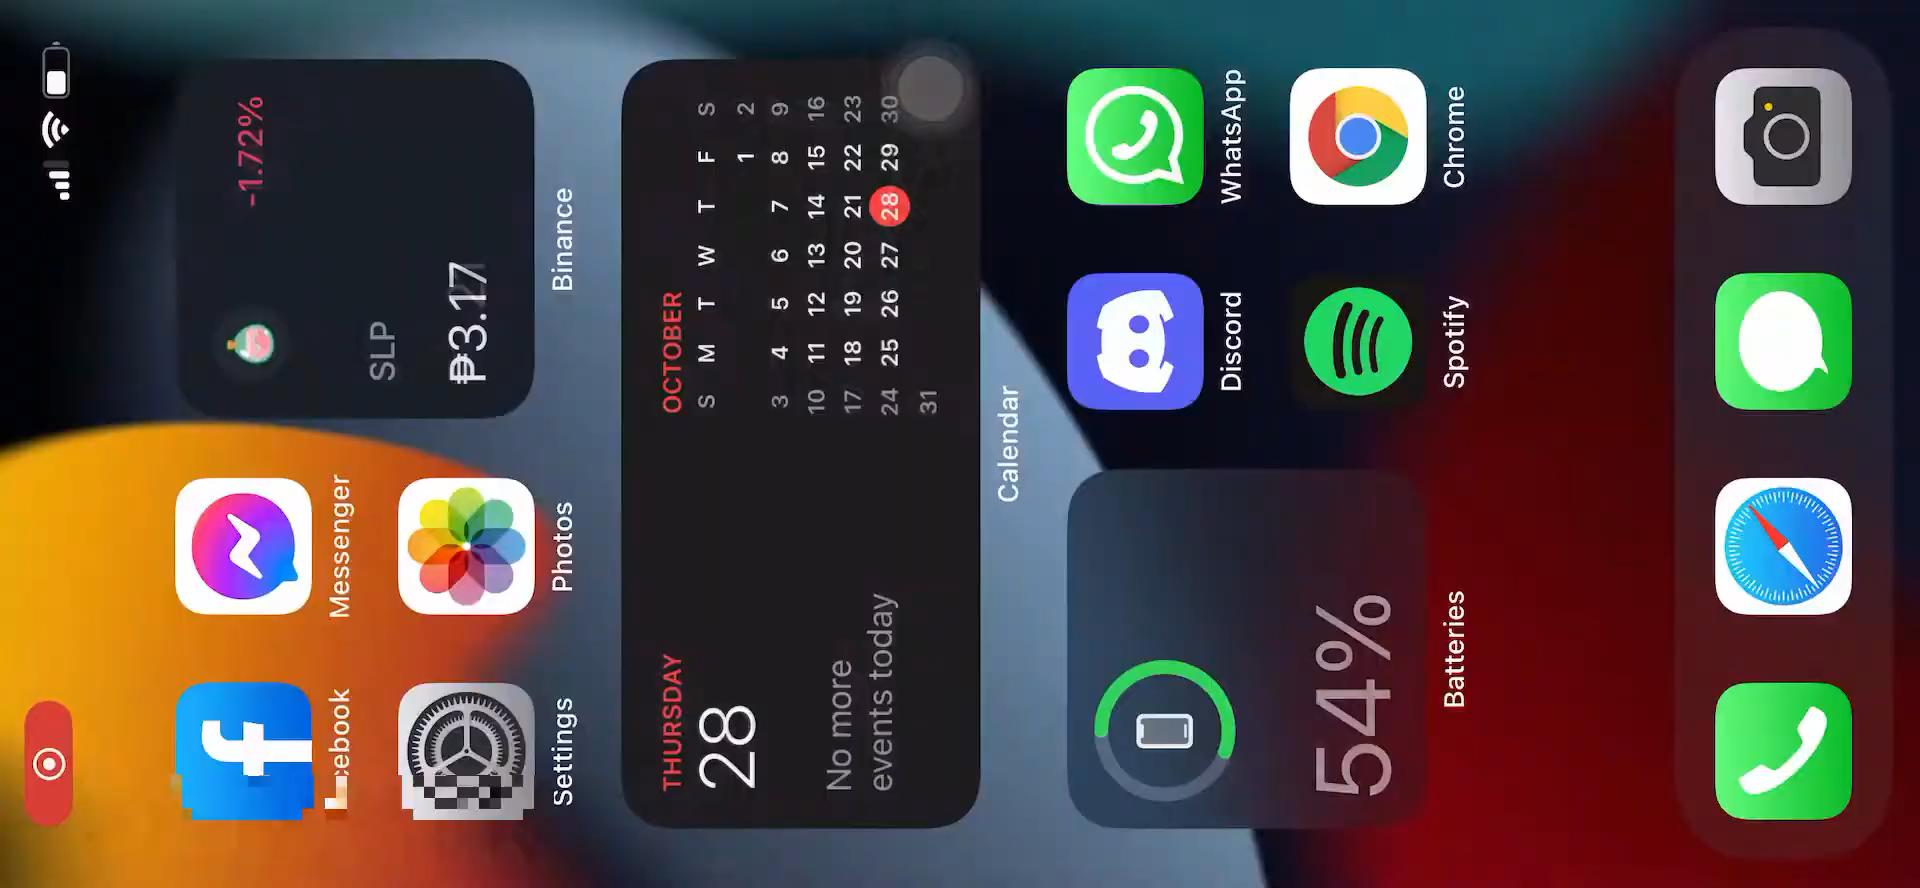 -1.72%
SLP
₱3.17
Binance
Messenger
Photos
cebook
Settings
THURSDAY
28
No more
events today
OCTOBER
S M T W T F S
1 2
3 4 5 6 7 8 9
10 11 12 13 14 15 16
17 18 19 20 21 22 23
24 25 26 27 28 29 30
31
Calendar
Discord
WhatsApp
Spotify
Chrome
54%
Batteries